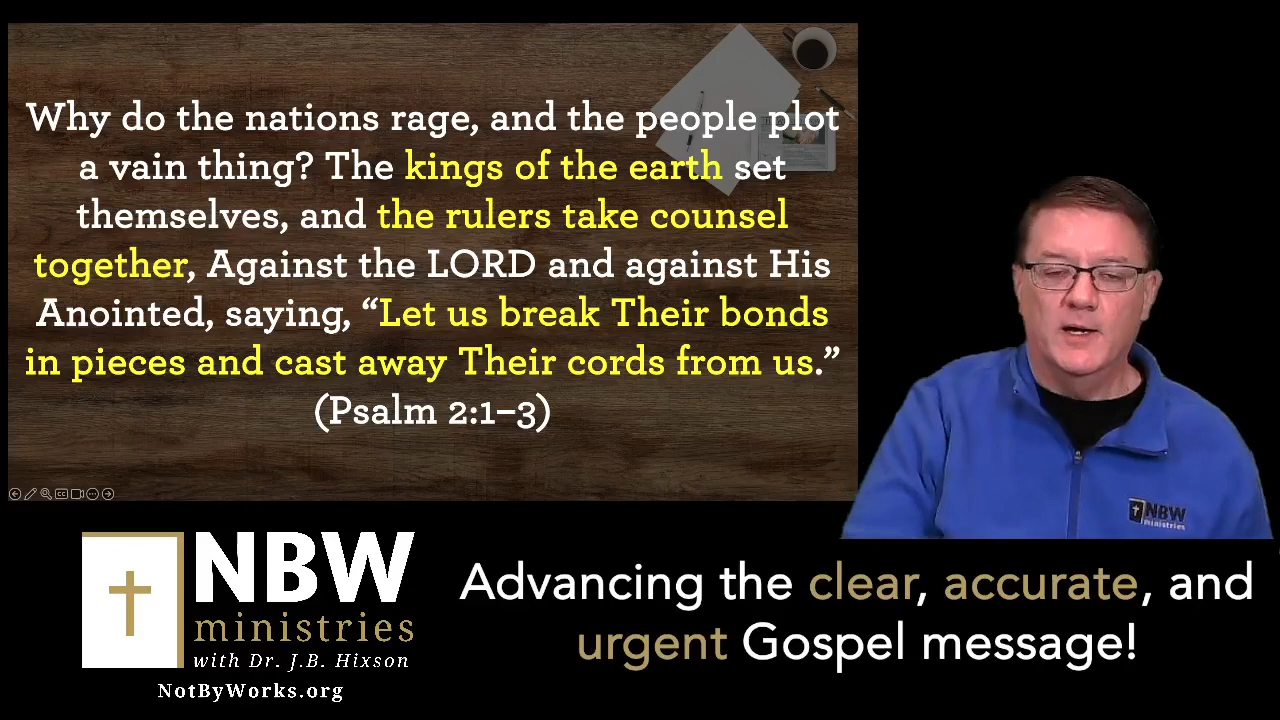 Why do the nations rage, and the people plot
a vain thing? The kings of the earth set
themselves, and the rulers take counsel
together, Against the LORD and against His
Anointed, saying, “Let us break Their bonds
in pieces and cast away Their cords from us.”
(Psalm 2:1–3)
NBW
ministries
NBW
ministries
with Dr. J.B. Hixson
NotByWorks.org
Advancing the clear, accurate, and
urgent Gospel message!